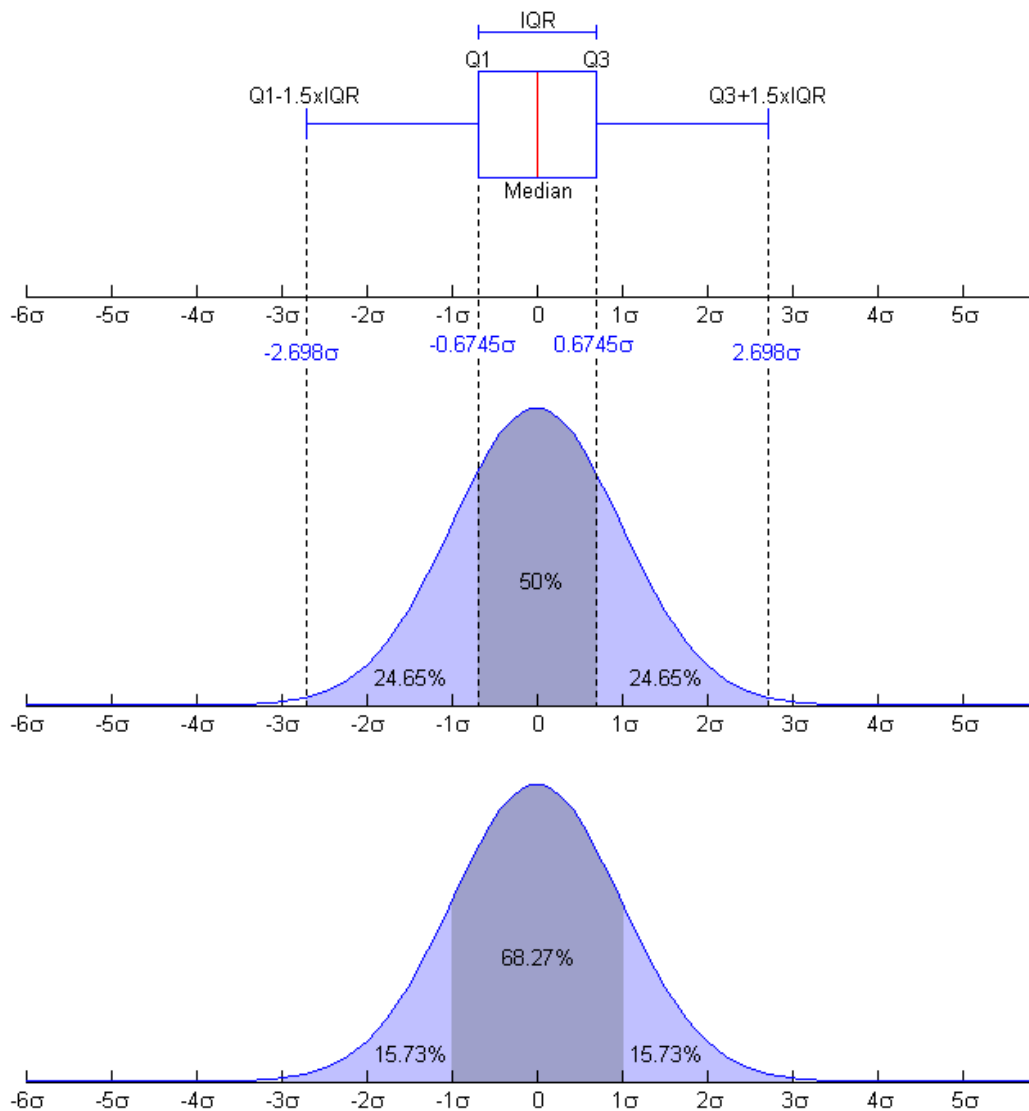 IQR
Q1 Q3
Q1-1.5xIQR Q3+1.5xIQR
Median
-6σ -5σ -4σ -3σ -2σ -1σ 0 1σ 2σ 3σ 4σ 5σ
-2.698σ -0.6745σ 0.6745σ 2.698σ
50%
24.65% 24.65%
-6σ -5σ -4σ -3σ -2σ -1σ 0 1σ 2σ 3σ 4σ 5σ
68.27%
15.73% 15.73%
-6σ -5σ -4σ -3σ -2σ -1σ 0 1σ 2σ 3σ 4σ 5σ